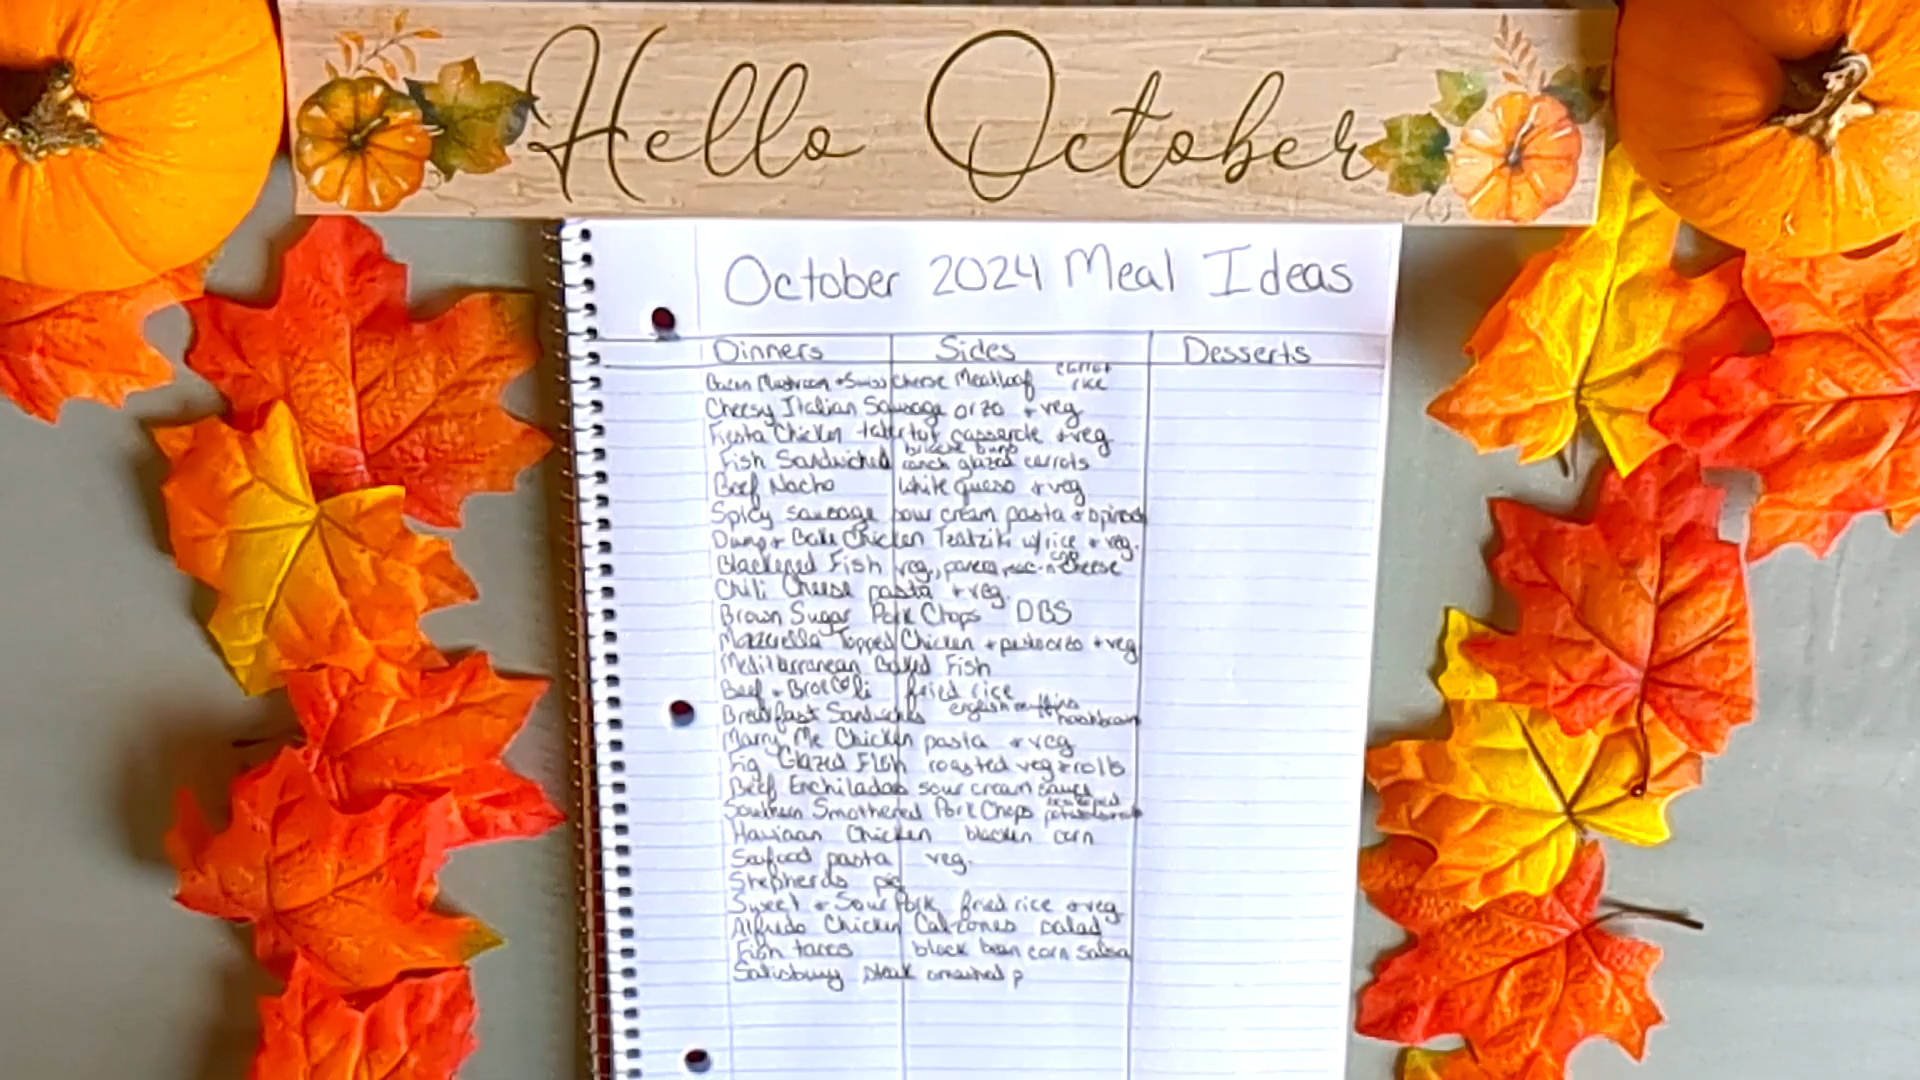 Hello October
October 2024 Meal Ideas
Dinners Sides Desserts
Bacon Mushroom + Swiss Cheese Meatloaf carrot rice
Cheesy Italian Sausage orzo + veg
Fiesta Chicken tater tot casserole + veg
Fish Sandwiched brioche buns ranch glazed carrots
Beef Nacho white queso + veg
Spicy sausage sour cream pasta + spinach
Dump + Bake Chicken Tzatziki w/rice + veg.
Blackened Fish veg, panera mac-n-cheese
Chili Cheese pasta + veg.
Brown Sugar Pork Chops DBS
Mozzarella Topped Chicken + pesto orzo + veg
Mediterranean Baked Fish
Beef + Broccoli fried rice
Breakfast Sandwiches english muffins hashbrown
Marry Me Chicken pasta + veg
Fig Glazed Fish roasted veg + rolls
Beef Enchiladas sour cream sauce
Southern Smothered Pork Chops
Chicken corn
Seafood pasta veg.
Shepherds pie
Sweet + Sour Pork fried rice + veg
Alfredo Chicken Calzones salad
Fish tacos black bean corn salsa
Salisbury steak p